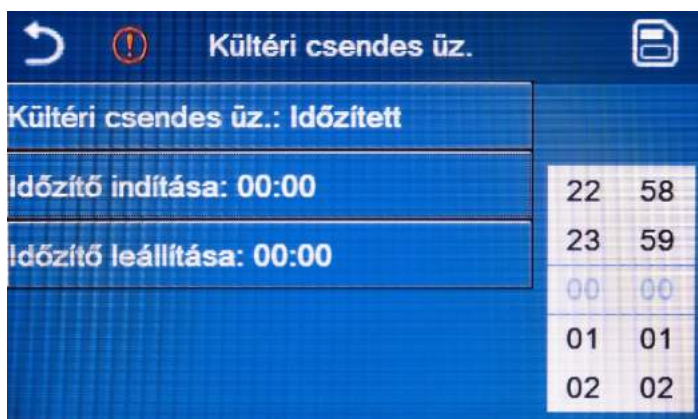 Kültéri csendes üz.
Kültéri csendes üz.: Időzített
Időzítő indítása: 00:00
Időzítő leállítása: 00:00
22 58
23 59
00 00
01 01
02 02